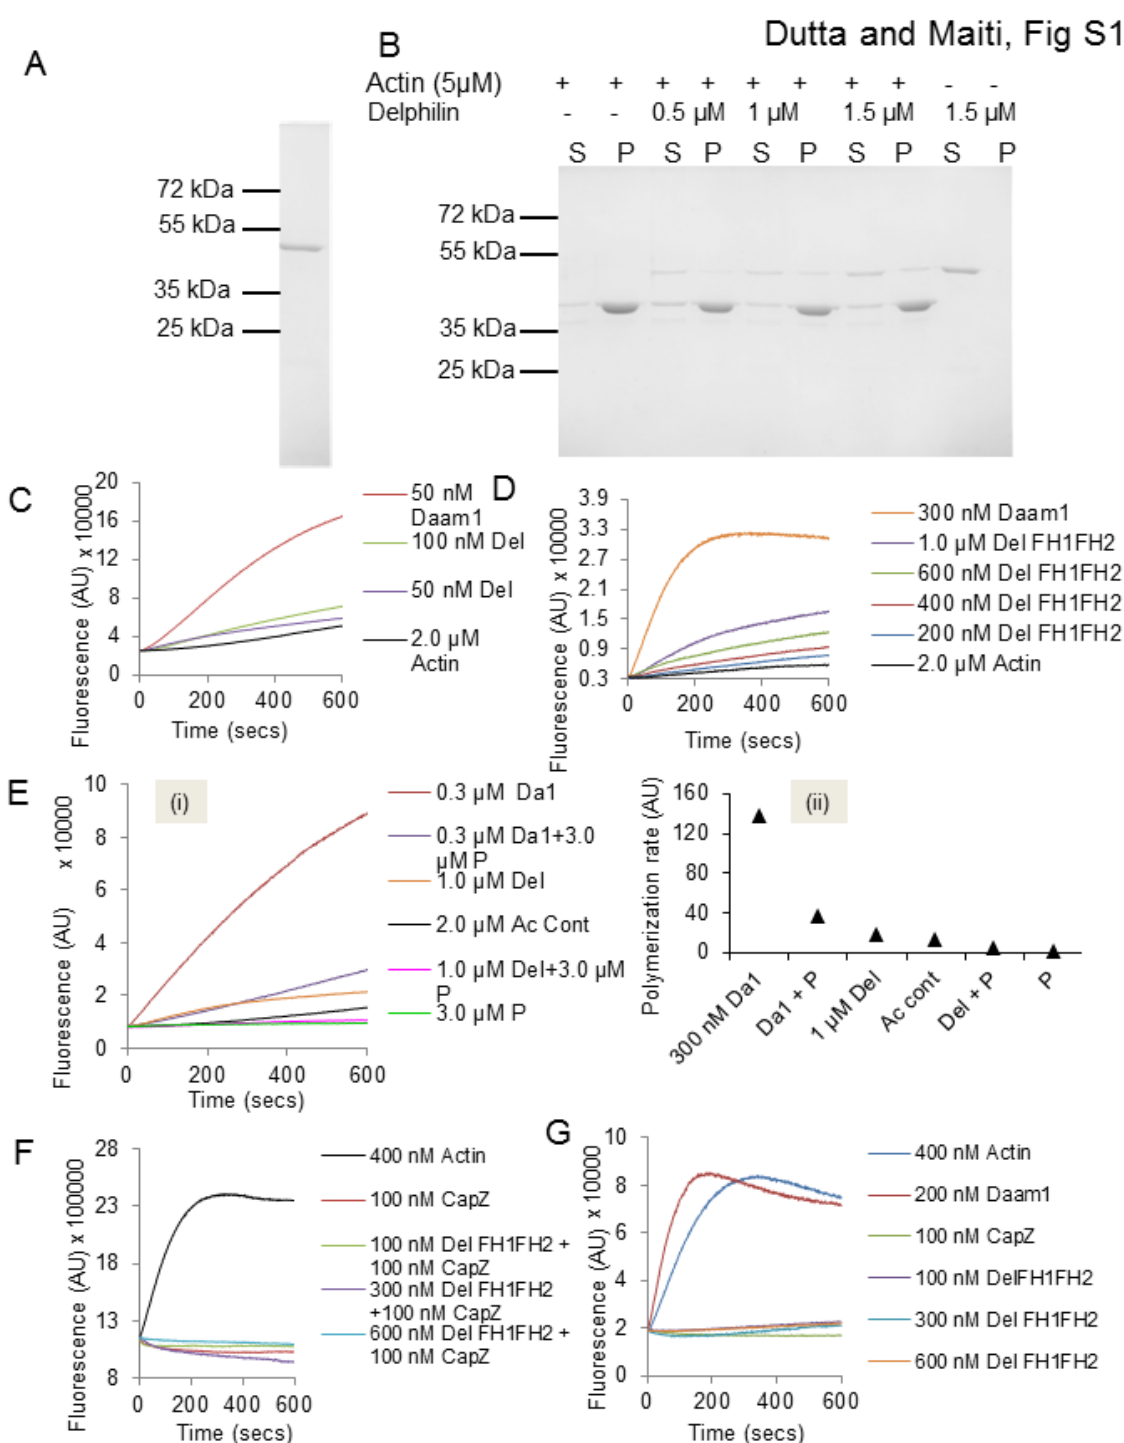 Dutta and Maiti, Fig S1
A
72 kDa
55 kDa
35 kDa
25 kDa
B
Actin (5µM) + + + + + + + + - -
Delphilin - - 0.5 µM 1 µM 1.5 µM 1.5 µM
S P S P S P S P S P
72 kDa
55 kDa
35 kDa
25 kDa
C
Fluorescence (AU) x 10000
20
16
12
8
4
0
0 200 400 600
Time (secs)
50 nM
Daam1
100 nM Del
50 nM Del
2.0 µM
Actin
D
Fluorescence (AU) x 10000
3.9
3.3
2.7
2.1
1.5
0.9
0.3
0 200 400 600
Time (secs)
300 nM Daam1
1.0 µM Del FH1FH2
600 nM Del FH1FH2
400 nM Del FH1FH2
200 nM Del FH1FH2
2.0 µM Actin
E
(i)
Fluorescence (AU) x 10000
10
8
6
4
2
0
0 200 400 600
Time (secs)
0.3 µM Da1
0.3 µM Da1+3.0
µM P
1.0 µM Del
2.0 µM Ac Cont
1.0 µM Del+3.0 µM
P
3.0 µM P
(ii)
Polymerization rate (AU)
160
120
80
40
0
300 nM Da1
Da1 + P
1 µM Del
Ac cont
Del + P
P
F
Fluorescence (AU) x 100000
28
23
18
13
8
0 200 400 600
Time (secs)
400 nM Actin
100 nM CapZ
100 nM Del FH1FH2 +
100 nM CapZ
300 nM Del FH1FH2
+100 nM CapZ
600 nM Del FH1FH2 +
100 nM CapZ
G
Fluorescence (AU) x 10000
10
8
6
4
2
0
0 200 400 600
Time (secs)
400 nM Actin
200 nM Daam1
100 nM CapZ
100 nM DelFH1FH2
300 nM Del FH1FH2
600 nM Del FH1FH2